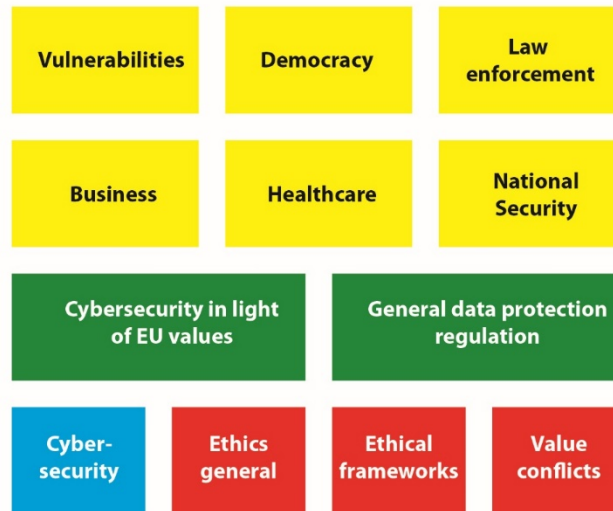 Vulnerabilities
Democracy
Law
enforcement
Business
Healthcare
National
Security
Cybersecurity in light
of EU values
General data protection
regulation
Cyber-
security
Ethics
general
Ethical
frameworks
Value
conflicts